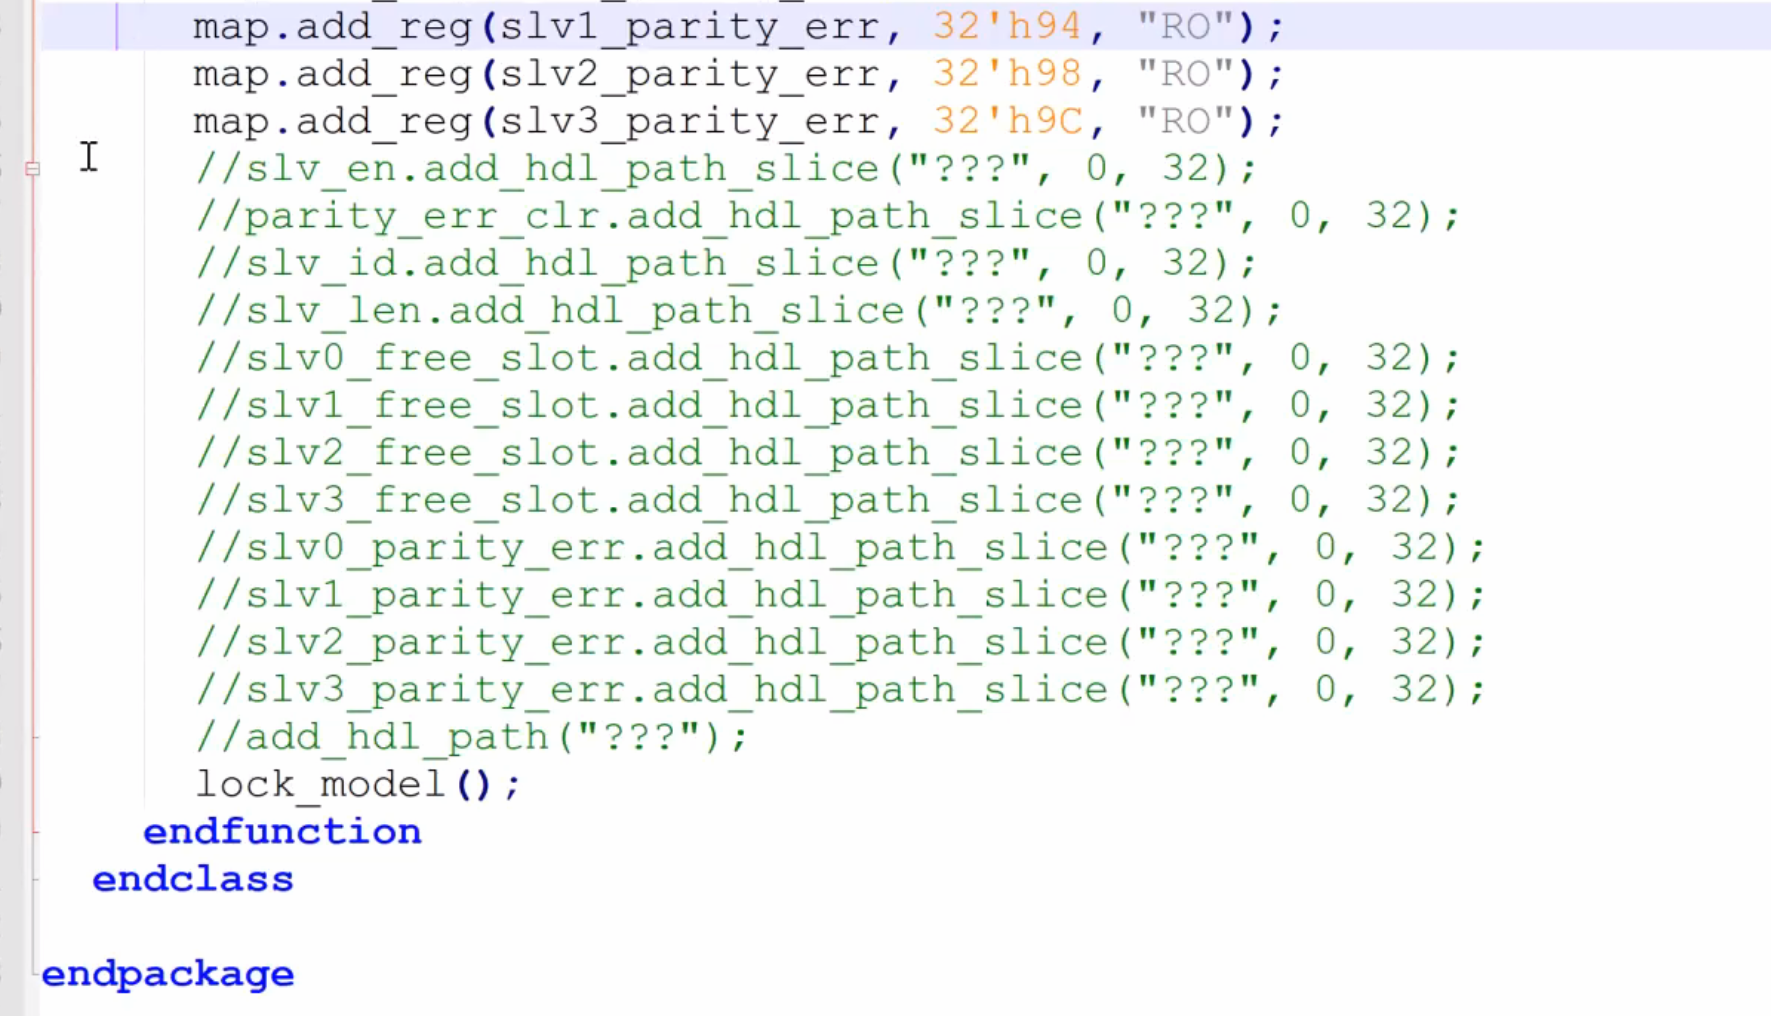 map.add_reg(slv1_parity_err, 32'h94, "RO");
map.add_reg(slv2_parity_err, 32'h98, "RO");
map.add_reg(slv3_parity_err, 32'h9C, "RO");
//slv_en.add_hdl_path_slice("???", 0, 32);
//parity_err_clr.add_hdl_path_slice("???", 0, 32);
//slv_id.add_hdl_path_slice("???", 0, 32);
//slv_len.add_hdl_path_slice("???", 0, 32);
//slv0_free_slot.add_hdl_path_slice("???", 0, 32);
//slv1_free_slot.add_hdl_path_slice("???", 0, 32);
//slv2_free_slot.add_hdl_path_slice("???", 0, 32);
//slv3_free_slot.add_hdl_path_slice("???", 0, 32);
//slv0_parity_err.add_hdl_path_slice("???", 0, 32);
//slv1_parity_err.add_hdl_path_slice("???", 0, 32);
//slv2_parity_err.add_hdl_path_slice("???", 0, 32);
//slv3_parity_err.add_hdl_path_slice("???", 0, 32);
//add_hdl_path("???");
lock_model();
endfunction
endclass
endpackage